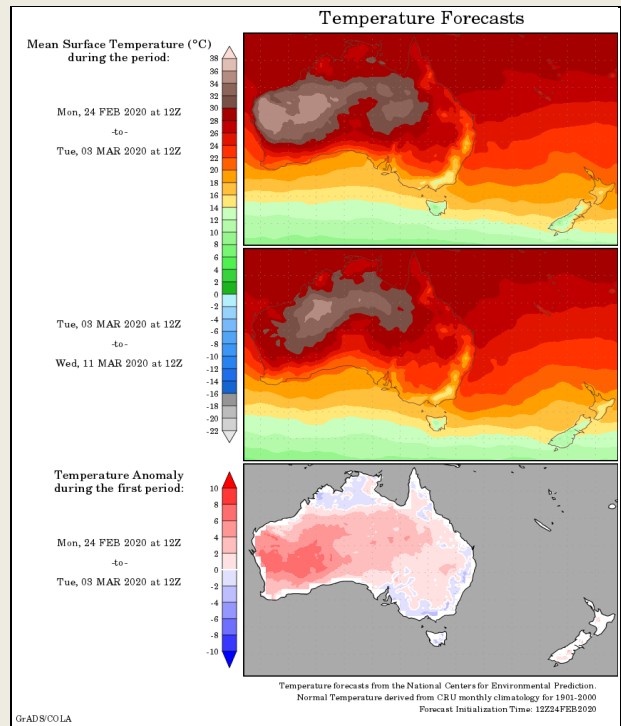 Temperature Forecasts
Mean Surface Temperature (°C)
during the period:
Mon, 24 FEB 2020 at 12Z
-to-
Tue, 03 MAR 2020 at 12Z
38
36
34
32
30
28
26
24
22
20
18
16
14
12
10
8
6
4
2
0
-2
-4
-6
-8
-10
-12
-14
-16
-18
-20
-22
Tue, 03 MAR 2020 at 12Z
-to-
Wed, 11 MAR 2020 at 12Z
Temperature Anomaly
during the first period:
Mon, 24 FEB 2020 at 12Z
-to-
Tue, 03 MAR 2020 at 12Z
10
8
6
4
2
0
-2
-4
-6
-8
-10
Temperature forecasts from the National Centers for Environmental Prediction.
Normal Temperature derived from CRU monthly climatology for 1901-2000
Forecast Initialization Time: 12Z24FEB2020
GrADS/COLA